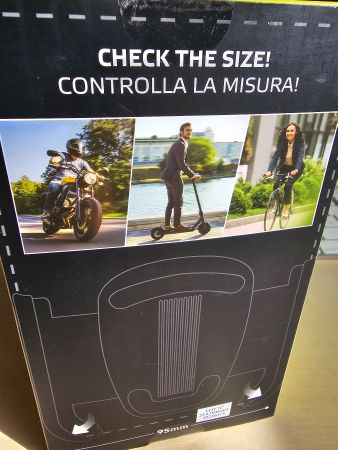 CHECK THE SIZE!
CONTROLLA LA MISURA!
95mm